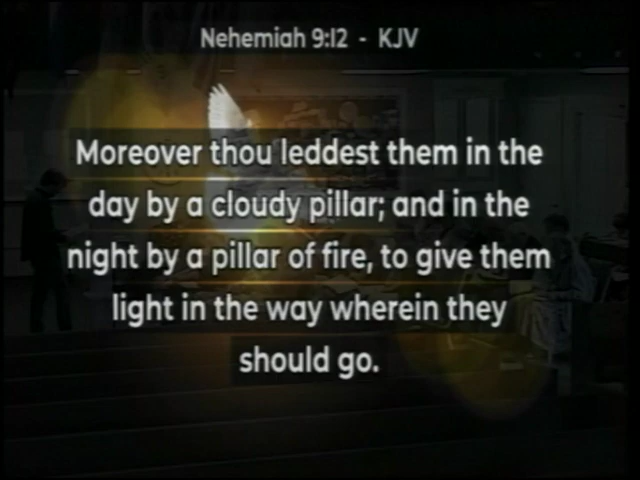 Nehemiah 9:12 - KJV
Moreover thou leddest them in the
day by a cloudy pillar; and in the
night by a pillar of fire, to give them
light in the way wherein they
should go.